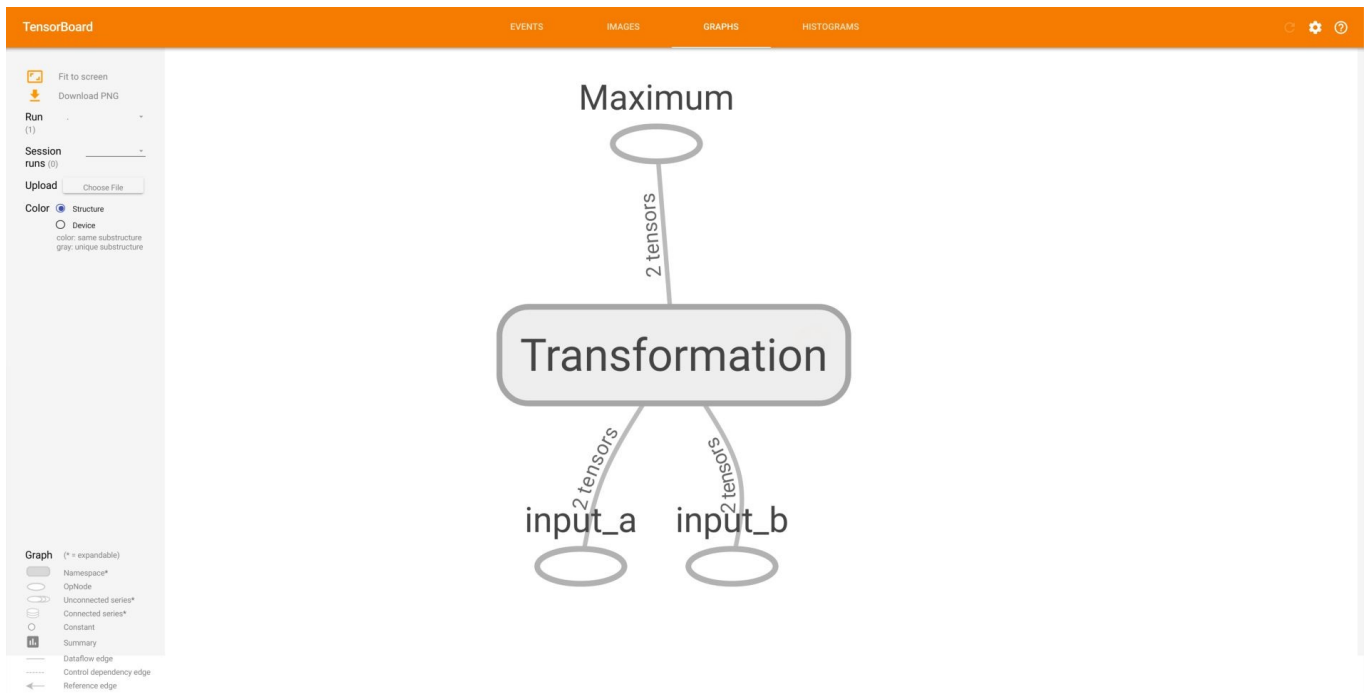 TensorBoard
EVENTS
IMAGES
GRAPHS
HISTOGRAMS
Fit to screen
Download PNG
Run
(1)
Session
runs (0)
Upload
Choose File
Color
Structure
Device
color: same substructure
gray: unique substructure
Maximum
2 tensors
Transformation
2 tensors
2 tensors
input_a
input_b
Graph (* = expandable)
Namespace*
OpNode
Unconnected series*
Connected series*
Constant
Summary
Dataflow edge
Control dependency edge
Reference edge